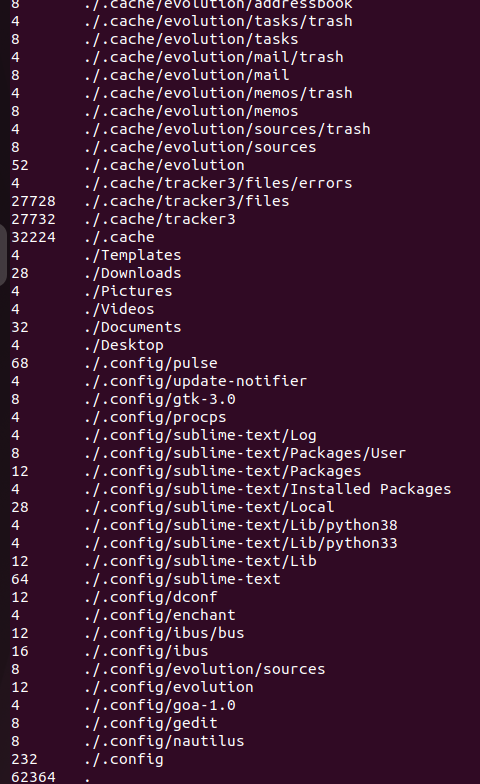 8 ./.cache/evolution/addressbook
4 ./.cache/evolution/tasks/trash
8 ./.cache/evolution/tasks
4 ./.cache/evolution/mail/trash
8 ./.cache/evolution/mail
4 ./.cache/evolution/memos/trash
8 ./.cache/evolution/memos
4 ./.cache/evolution/sources/trash
8 ./.cache/evolution/sources
52 ./.cache/evolution
4 ./.cache/tracker3/files/errors
27728 ./.cache/tracker3/files
27732 ./.cache/tracker3
32224 ./.cache
4 ./Templates
28 ./Downloads
4 ./Pictures
4 ./Videos
32 ./Documents
4 ./Desktop
68 ./.config/pulse
4 ./.config/update-notifier
8 ./.config/gtk-3.0
4 ./.config/procps
4 ./.config/sublime-text/Log
8 ./.config/sublime-text/Packages/User
12 ./.config/sublime-text/Packages
4 ./.config/sublime-text/Installed Packages
28 ./.config/sublime-text/Local
4 ./.config/sublime-text/Lib/python38
4 ./.config/sublime-text/Lib/python33
12 ./.config/sublime-text/Lib
64 ./.config/sublime-text
12 ./.config/dconf
4 ./.config/enchant
12 ./.config/ibus/bus
16 ./.config/ibus
8 ./.config/evolution/sources
12 ./.config/evolution
4 ./.config/goa-1.0
8 ./.config/gedit
8 ./.config/nautilus
232 ./.config
62364 .